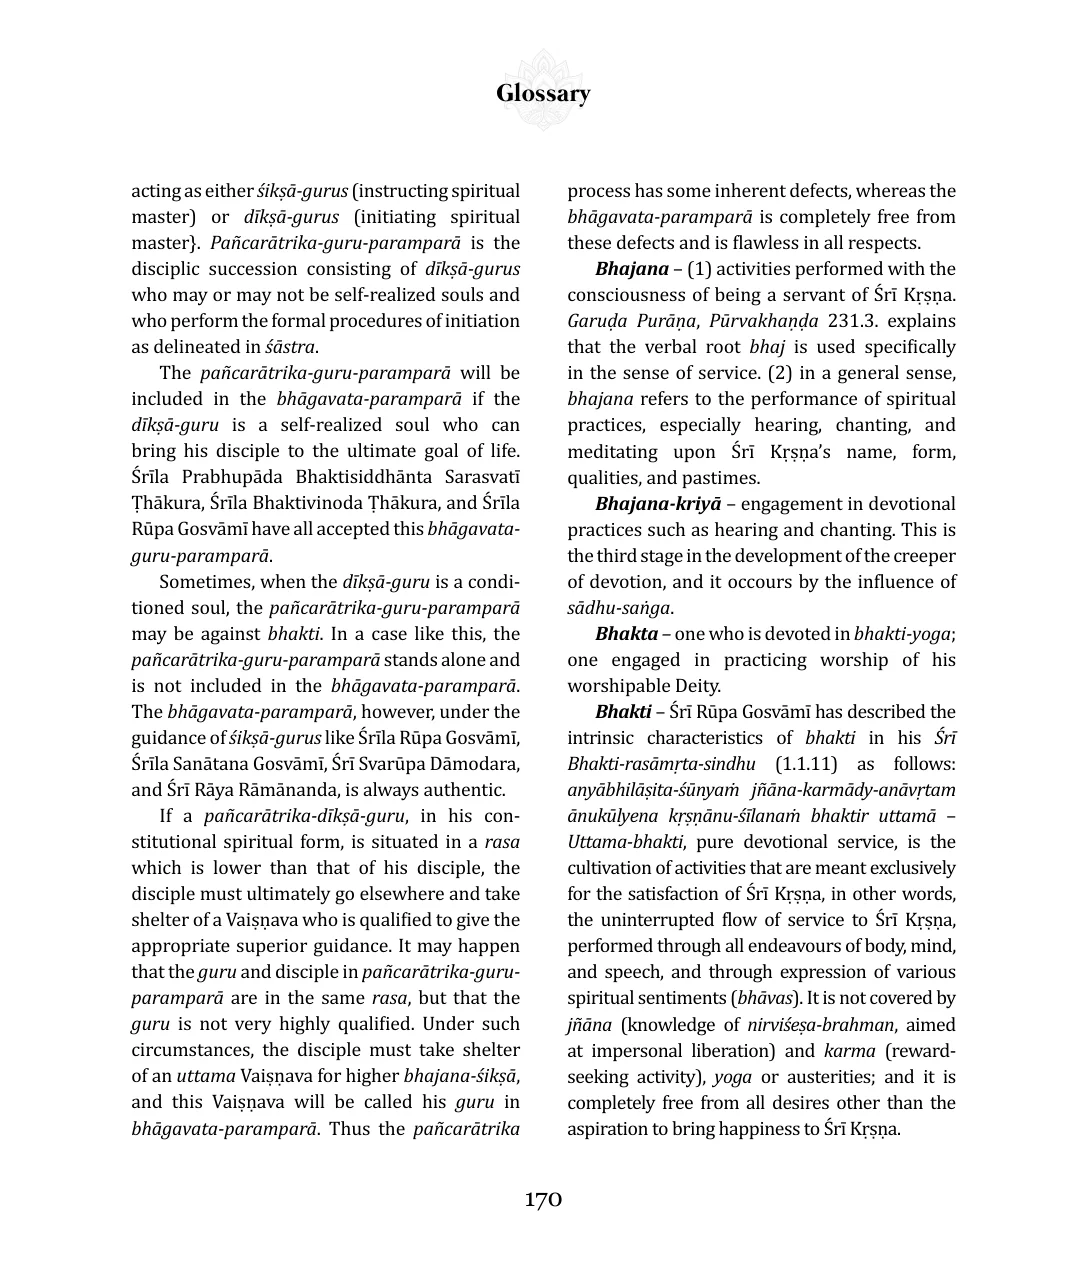 Glossary
acting as either śikṣā-gurus (instructing spiritual
master) or dīkṣā-gurus (initiating spiritual
master}. Pañcarātrika-guru-paramparā is the
disciplic succession consisting of dīkṣā-gurus
who may or may not be self-realized souls and
who perform the formal procedures of initiation
as delineated in śāstra.
The pañcarātrika-guru-paramparā will be
included in the bhāgavata-paramparā if the
dīkṣā-guru is a self-realized soul who can
bring his disciple to the ultimate goal of life.
Śrīla Prabhupāda Bhaktisiddhānta Sarasvatī
Ṭhākura, Śrīla Bhaktivinoda Ṭhākura, and Śrīla
Rūpa Gosvāmī have all accepted this bhāgavata-
guru-paramparā.
Sometimes, when the dīkṣā-guru is a condi-
tioned soul, the pañcarātrika-guru-paramparā
may be against bhakti. In a case like this, the
pañcarātrika-guru-paramparā stands alone and
is not included in the bhāgavata-paramparā.
The bhāgavata-paramparā, however, under the
guidance of śikṣā-gurus like Śrīla Rūpa Gosvāmī,
Śrīla Sanātana Gosvāmī, Śrī Svarūpa Dāmodara,
and Śrī Rāya Rāmānanda, is always authentic.
If a pañcarātrika-dīkṣā-guru, in his con-
stitutional spiritual form, is situated in a rasa
which is lower than that of his disciple, the
disciple must ultimately go elsewhere and take
shelter of a Vaiṣṇava who is qualified to give the
appropriate superior guidance. It may happen
that the guru and disciple in pañcarātrika-guru-
paramparā are in the same rasa, but that the
guru is not very highly qualified. Under such
circumstances, the disciple must take shelter
of an uttama Vaiṣṇava for higher bhajana-śikṣā,
and this Vaiṣṇava will be called his guru in
bhāgavata-paramparā. Thus the pañcarātrika
process has some inherent defects, whereas the
bhāgavata-paramparā is completely free from
these defects and is flawless in all respects.
Bhajana – (1) activities performed with the
consciousness of being a servant of Śrī Kṛṣṇa.
Garuḍa Purāṇa, Pūrvakhaṇḍa 231.3. explains
that the verbal root bhaj is used specifically
in the sense of service. (2) in a general sense,
bhajana refers to the performance of spiritual
practices, especially hearing, chanting, and
meditating upon Śrī Kṛṣṇa’s name, form,
qualities, and pastimes.
Bhajana-kriyā – engagement in devotional
practices such as hearing and chanting. This is
the third stage in the development of the creeper
of devotion, and it occours by the influence of
sādhu-saṅga.
Bhakta – one who is devoted in bhakti-yoga;
one engaged in practicing worship of his
worshipable Deity.
Bhakti – Śrī Rūpa Gosvāmī has described the
intrinsic characteristics of bhakti in his Śrī
Bhakti-rasāmṛta-sindhu (1.1.11) as follows:
anyābhilāṣita-śūnyaṁ jñāna-karmādy-anāvṛtam
ānukūlyena kṛṣṇānu-śīlanaṁ bhaktir uttamā –
Uttama-bhakti, pure devotional service, is the
cultivation of activities that are meant exclusively
for the satisfaction of Śrī Kṛṣṇa, in other words,
the uninterrupted flow of service to Śrī Kṛṣṇa,
performed through all endeavours of body, mind,
and speech, and through expression of various
spiritual sentiments (bhāvas). It is not covered by
jñāna (knowledge of nirviśeṣa-brahman, aimed
at impersonal liberation) and karma (reward-
seeking activity), yoga or austerities; and it is
completely free from all desires other than the
aspiration to bring happiness to Śrī Kṛṣṇa.
170